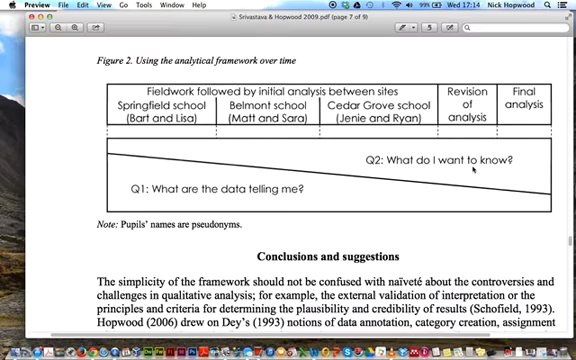 Preview File Edit View Go Tools Window Help
99% Wed 17:14 Nick Hopwood
Srivastava & Hopwood 2009.pdf (page 7 of 9)
Figure 2. Using the analytical framework over time
Fieldwork followed by initial analysis between sites
Springfield school
(Bart and Lisa)
Belmont school
(Matt and Sara)
Cedar Grove school
(Jenie and Ryan)
Revision
of
analysis
Final
analysis
Q2: What do I want to know?
Q1: What are the data telling me?
Note: Pupils' names are pseudonyms.
Conclusions and suggestions
The simplicity of the framework should not be confused with naïveté about the controversies and
challenges in qualitative analysis; for example, the external validation of interpretation or the
principles and criteria for determining the plausibility and credibility of results (Schofield, 1993).
Hopwood (2006) drew on Dey's (1993) notions of data annotation, category creation, assignment